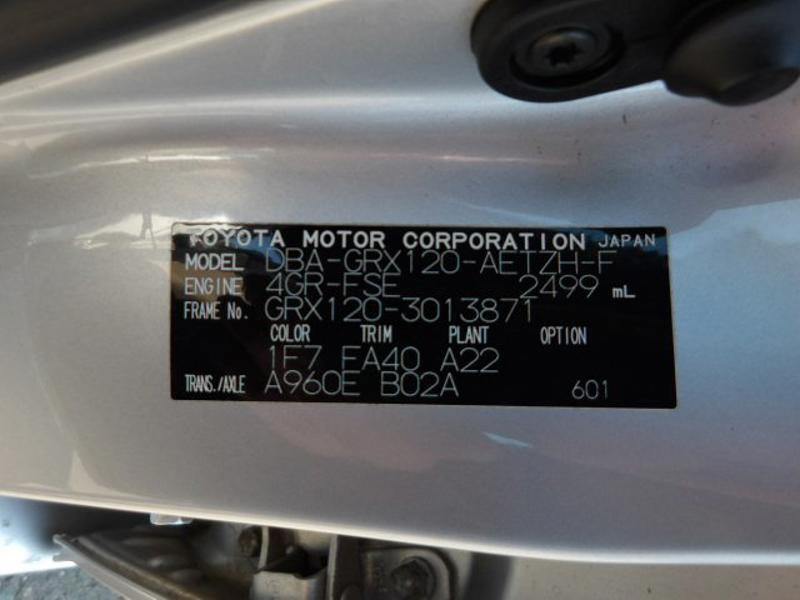 TOYOTA MOTOR CORPORATION JAPAN
MODEL DBA-GRX120-AETZH-F
ENGINE 4GR-FSE 2499 mL
FRAME No. GRX120-3013871
COLOR TRIM PLANT OPTION
1F7 FA40 A22
TRANS./AXLE A960E B02A 601